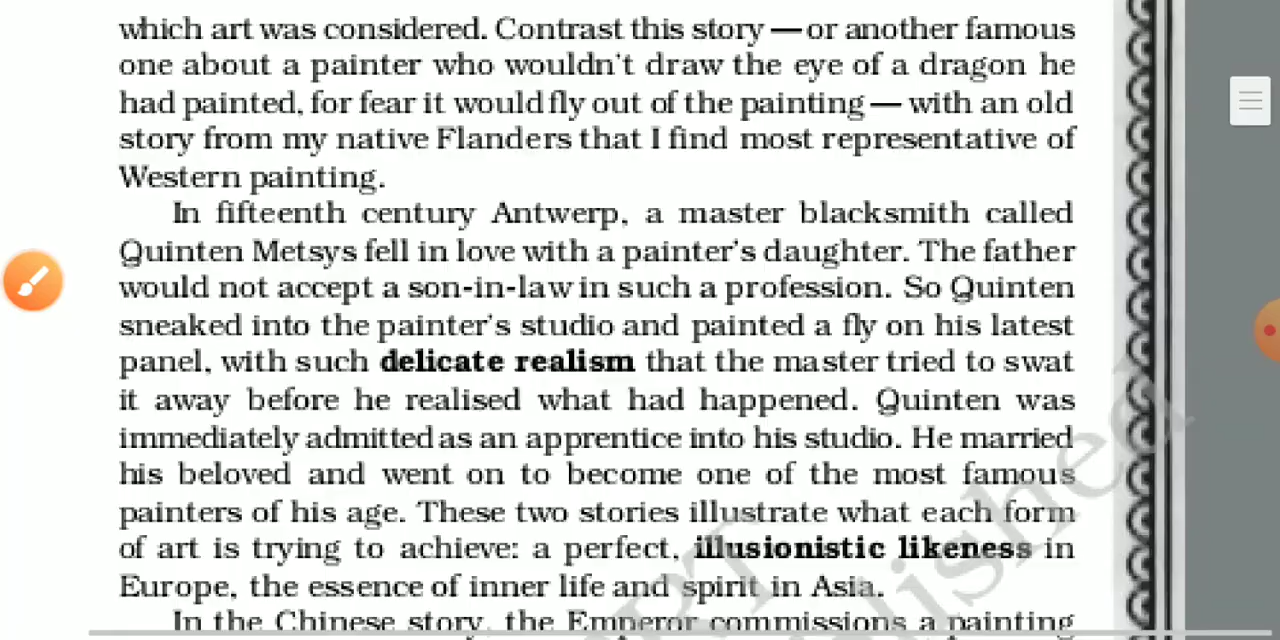 which art was considered. Contrast this story — or another famous
one about a painter who wouldn't draw the eye of a dragon he
had painted, for fear it would fly out of the painting — with an old
story from my native Flanders that I find most representative of
Western painting.
In fifteenth century Antwerp, a master blacksmith called
Quinten Metsys fell in love with a painter's daughter. The father
would not accept a son-in-law in such a profession. So Quinten
sneaked into the painter's studio and painted a fly on his latest
panel, with such delicate realism that the master tried to swat
it away before he realised what had happened. Quinten was
immediately admitted as an apprentice into his studio. He married
his beloved and went on to become one of the most famous
painters of his age. These two stories illustrate what each form
of art is trying to achieve: a perfect, illusionistic likeness in
Europe, the essence of inner life and spirit in Asia.
In the Chinese story, the Emperor commissions a painting